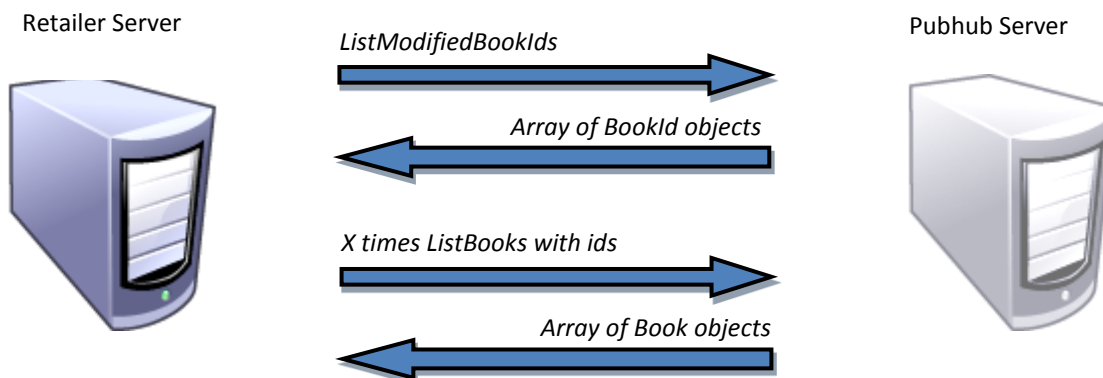 Retailer Server
Pubhub Server
ListModifiedBookIds
Array of BookId objects
X times ListBooks with ids
Array of Book objects